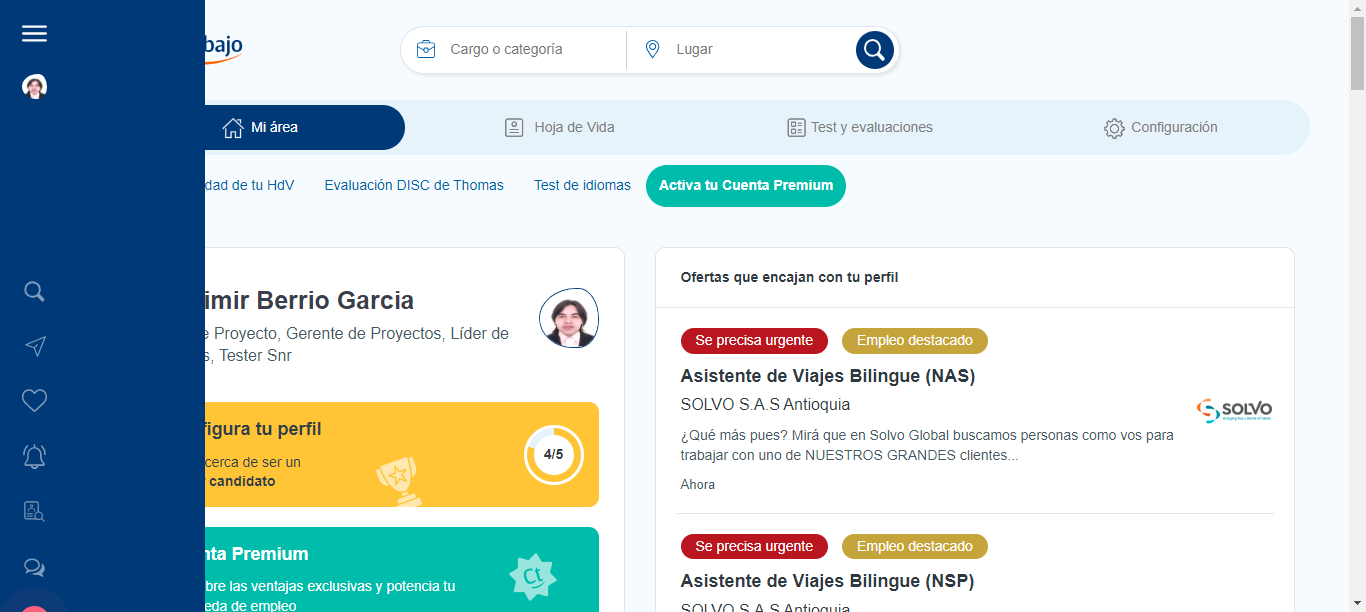 bajo
Cargo o categoría
Lugar
Mi área
Hoja de Vida
Test y evaluaciones
Configuración
dad de tu HdV
Evaluación DISC de Thomas
Test de idiomas
Activa tu Cuenta Premium
imir Berrio Garcia
e Proyecto, Gerente de Proyectos, Líder de
s, Tester Snr
figura tu perfil
cerca de ser un
candidato
4/5
nta Premium
bre las ventajas exclusivas y potencia tu
eda de empleo
Ct
Ofertas que encajan con tu perfil
Se precisa urgente
Empleo destacado
Asistente de Viajes Bilingue (NAS)
SOLVO S.A.S Antioquia
SOLVO
¿Qué más pues? Mirá que en Solvo Global buscamos personas como vos para
trabajar con uno de NUESTROS GRANDES clientes...
Ahora
Se precisa urgente
Empleo destacado
Asistente de Viajes Bilingue (NSP)
SOLVO S.A.S Antioquia